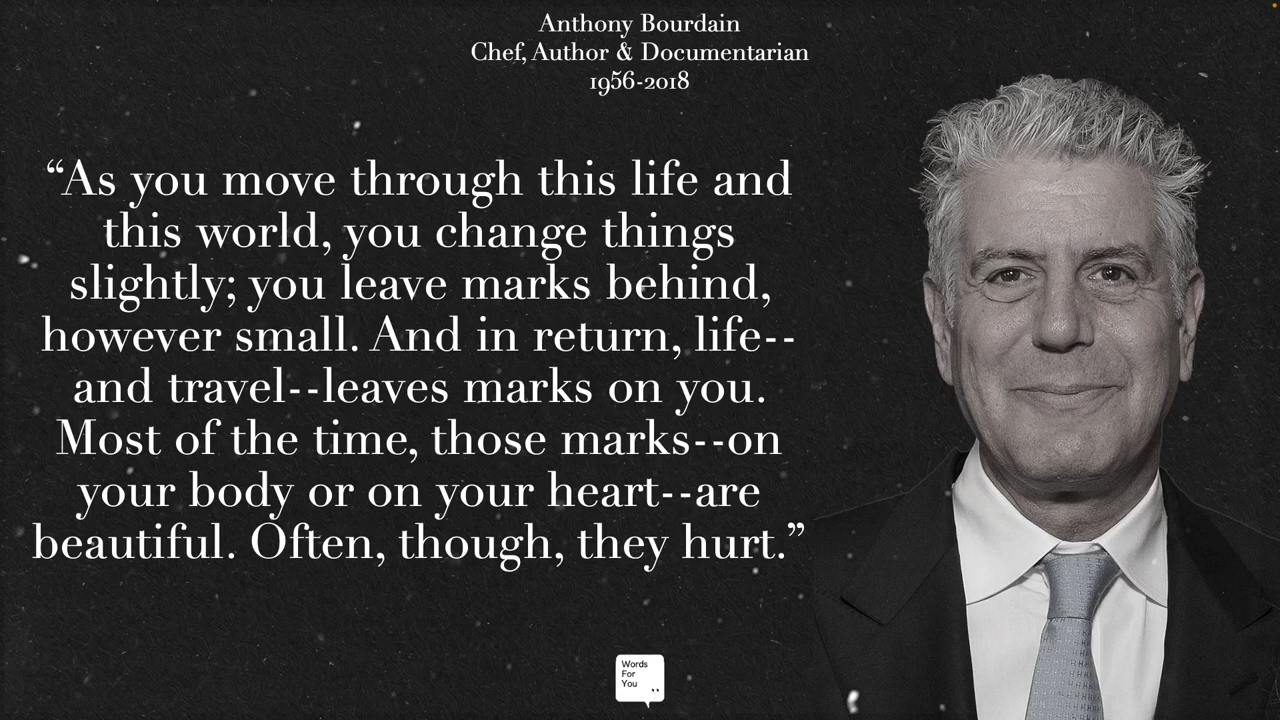 Anthony Bourdain
Chef, Author & Documentarian
1956-2018
“As you move through this life and
this world, you change things
slightly; you leave marks behind,
however small. And in return, life--
and travel--leaves marks on you.
Most of the time, those marks--on
your body or on your heart--are
beautiful. Often, though, they hurt.”
Words
For
You
”